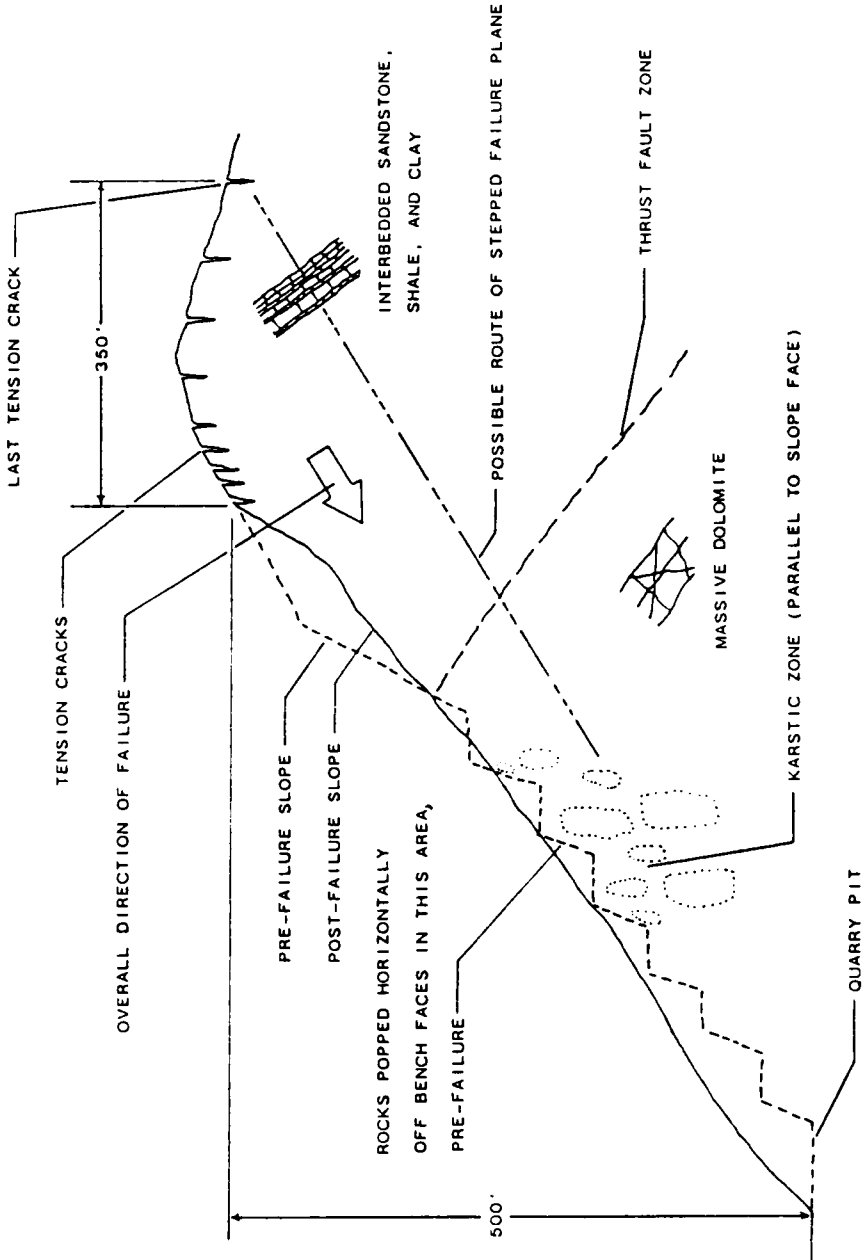 LAST TENSION CRACK
350'
TENSION CRACKS
OVERALL DIRECTION OF FAILURE
INTERBEDDED SANDSTONE,
SHALE, AND CLAY
PRE-FAILURE SLOPE
POST-FAILURE SLOPE
ROCKS POPPED HORIZONTALLY
OFF BENCH FACES IN THIS AREA,
PRE-FAILURE
POSSIBLE ROUTE OF STEPPED FAILURE PLANE
THRUST FAULT ZONE
500'
MASSIVE DOLOMITE
KARSTIC ZONE (PARALLEL TO SLOPE FACE)
QUARRY PIT